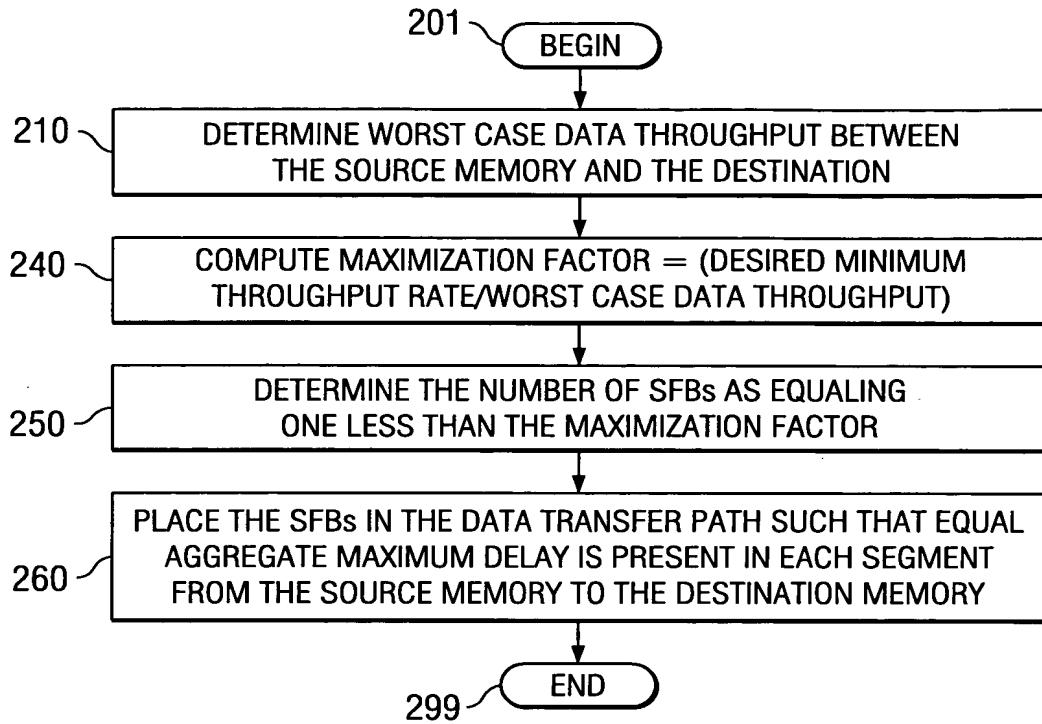 201
BEGIN
210
DETERMINE WORST CASE DATA THROUGHPUT BETWEEN
THE SOURCE MEMORY AND THE DESTINATION
240
COMPUTE MAXIMIZATION FACTOR = (DESIRED MINIMUM
THROUGHPUT RATE/WORST CASE DATA THROUGHPUT)
250
DETERMINE THE NUMBER OF SFBs AS EQUALING
ONE LESS THAN THE MAXIMIZATION FACTOR
260
PLACE THE SFBs IN THE DATA TRANSFER PATH SUCH THAT EQUAL
AGGREGATE MAXIMUM DELAY IS PRESENT IN EACH SEGMENT
FROM THE SOURCE MEMORY TO THE DESTINATION MEMORY
299
END